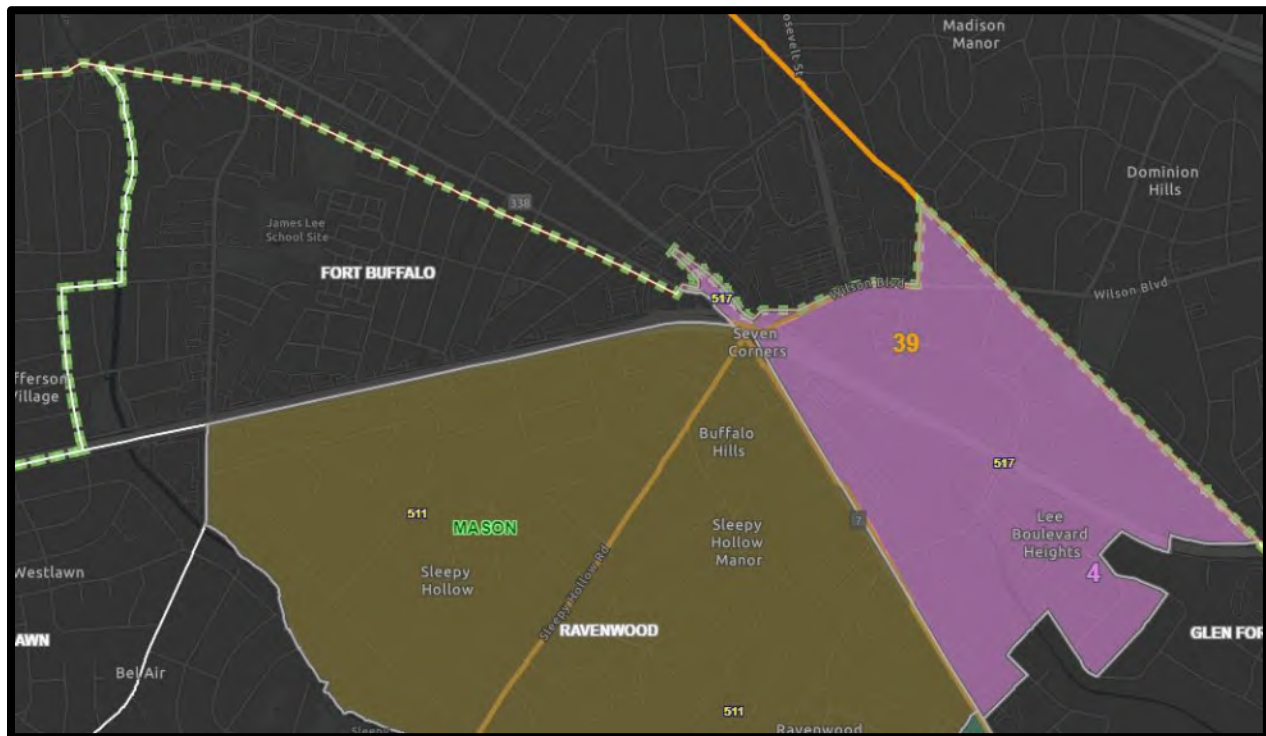 Madison
Manor
Dominion
Hills
338
James Lee
School Site
FORT BUFFALO
517
Wilson Blvd
Wilson Blvd
Seven
Corners
39
Village
Buffalo
Hills
517
511
MASON
7
Sleepy
Hollow
Manor
Lee
Boulevard
Heights
4
Westlawn
Sleepy
Hollow
Sleepy Hollow Rd
RAVENWOOD
GLEN FOR
AWN
Bel Air
511
Ravenwood